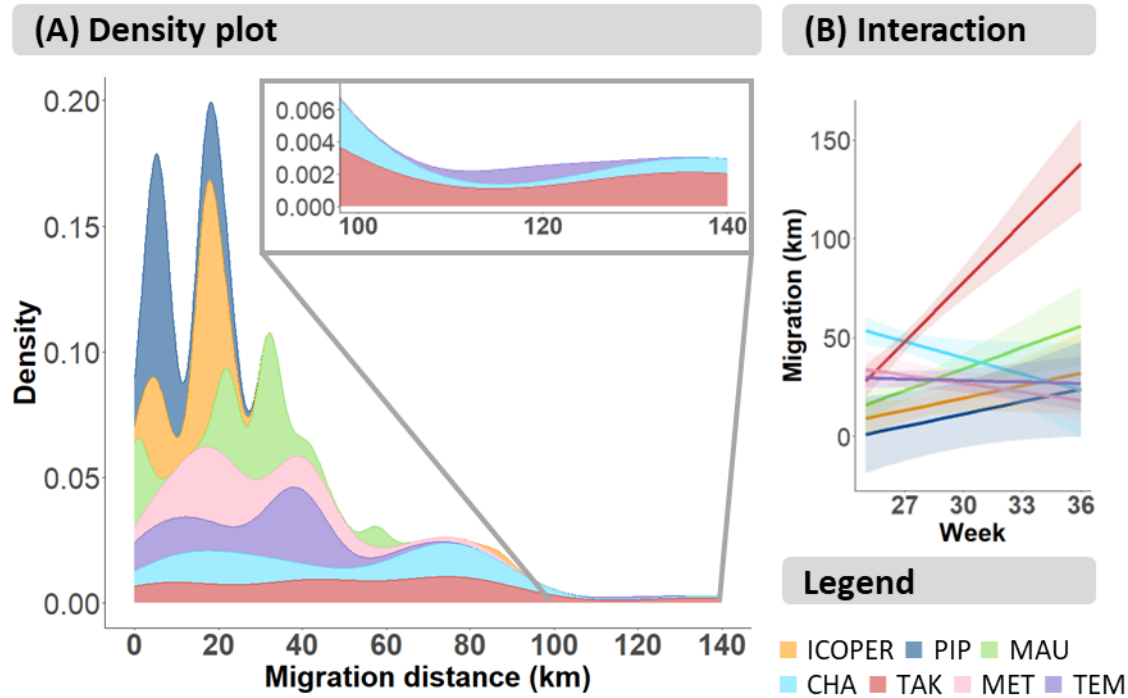 (A) Density plot
(B) Interaction
0.20
0.15
0.10
0.05
0.00
Density
0 20 40 60 80 100 120 140
Migration distance (km)
0.006
0.004
0.002
0.000
100 120 140
150
100
50
0
Migration (km)
27 30 33 36
Week
Legend
ICOPER PIP MAU
CHA TAK MET TEM